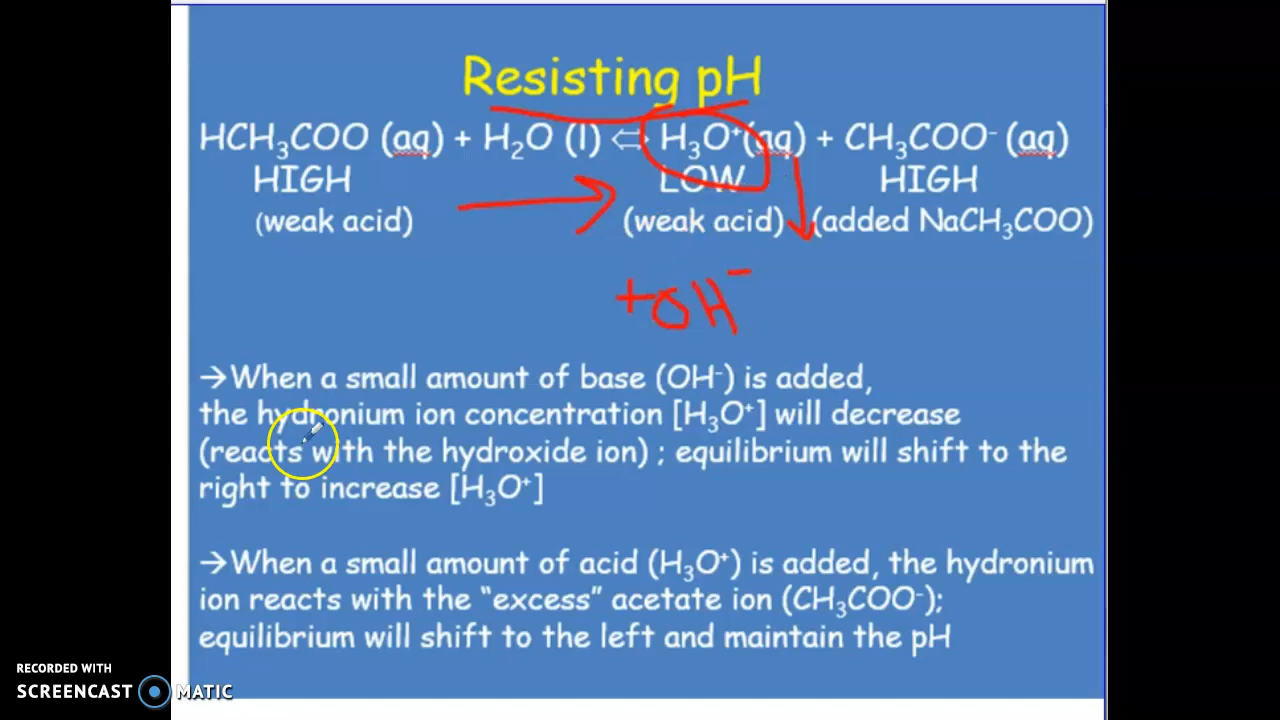 Resisting pH
HCH₃COO (aq) + H₂O (l) ⇔ H₃O⁺(aq) + CH₃COO⁻ (aq)
HIGH LOW HIGH
(weak acid) (weak acid) (added NaCH₃COO)
+OH⁻
→When a small amount of base (OH⁻) is added,
the hydronium ion concentration [H₃O⁺] will decrease
(reacts with the hydroxide ion) ; equilibrium will shift to the
right to increase [H₃O⁺]
→When a small amount of acid (H₃O⁺) is added, the hydronium
ion reacts with the “excess” acetate ion (CH₃COO⁻);
equilibrium will shift to the left and maintain the pH
RECORDED WITH
SCREENCAST MATIC